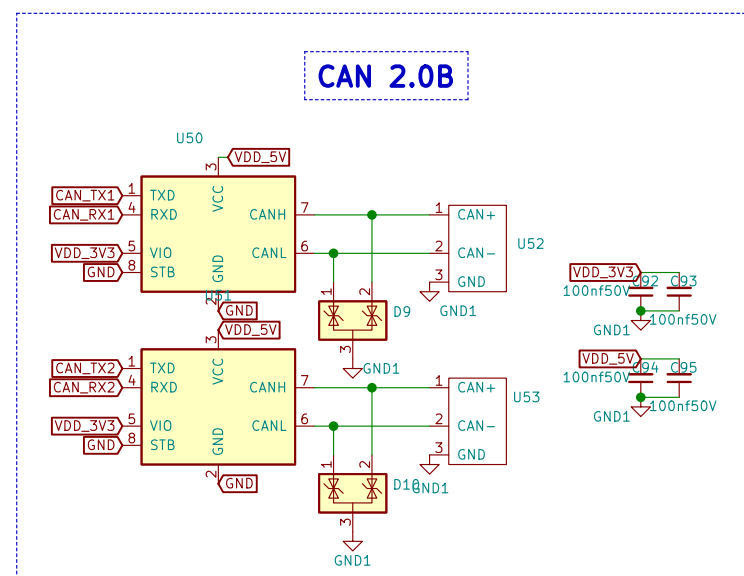 CAN 2.0B
U50
VDD_5V
3
CAN_TX1 1 TXD VCC
CAN_RX1 4 RXD CANH 7 1 CAN+
VDD_3V3 5 VIO CANL 6 2 CAN- U52
GND 8 STB GND 3 GND
VDD_3V3 C92 C93
100nf50V
1 2
U51
2 GND D9 GND1
100nf50V
GND1
VDD_5V
3
3 GND1
VDD_5V
CAN_TX2 1 TXD VCC
C94 C95
100nf50V
CAN_RX2 4 RXD CANH 7 1 CAN+ U53
100nf50V
GND1
VDD_3V3 5 VIO CANL 6 2 CAN-
GND 8 STB GND 3 GND
1 2
2 GND D10 GND1
3
GND1